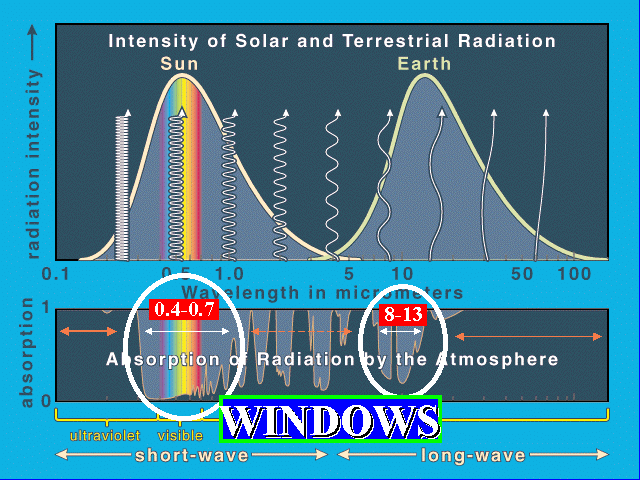 Intensity of Solar and Terrestrial Radiation
Sun
Earth
radiation intensity
0.1
0.5
1.0
5
10
50
100
Wavelength in micrometers
absorption
1
0
0.4-0.7
8-13
Absorption of Radiation by the Atmosphere
WINDOWS
ultraviolet
visible
short-wave
long-wave